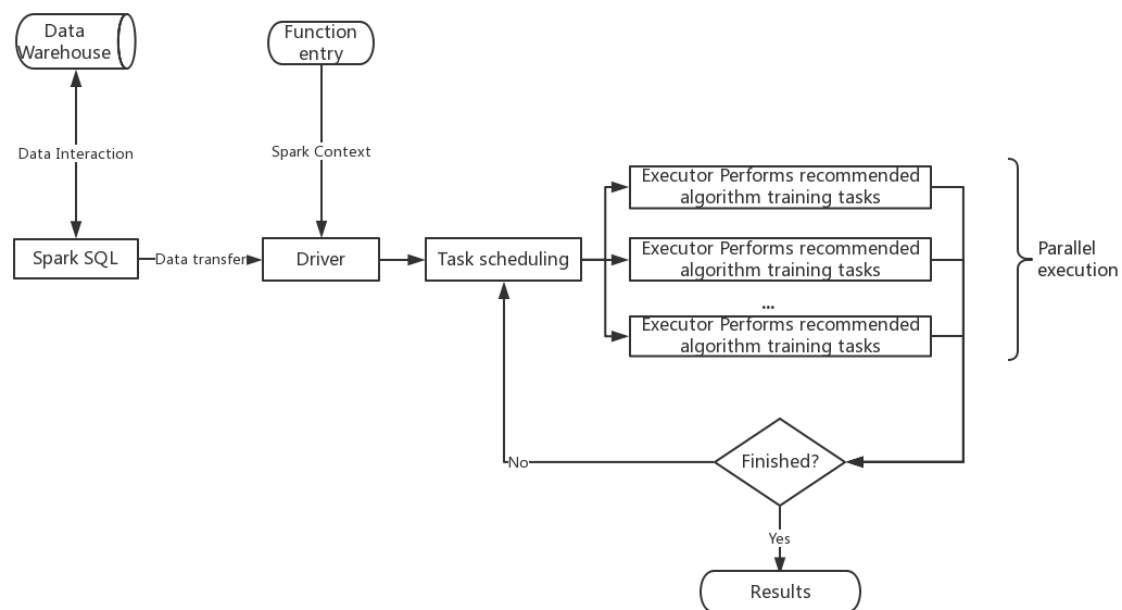 Data
Warehouse
Function
entry
Data Interaction
Spark Context
Executor Performs recommended
algorithm training tasks
Spark SQL
Data transfer
Driver
Task scheduling
Executor Performs recommended
algorithm training tasks
Parallel
execution
...
Executor Performs recommended
algorithm training tasks
No
Finished?
Yes
Results